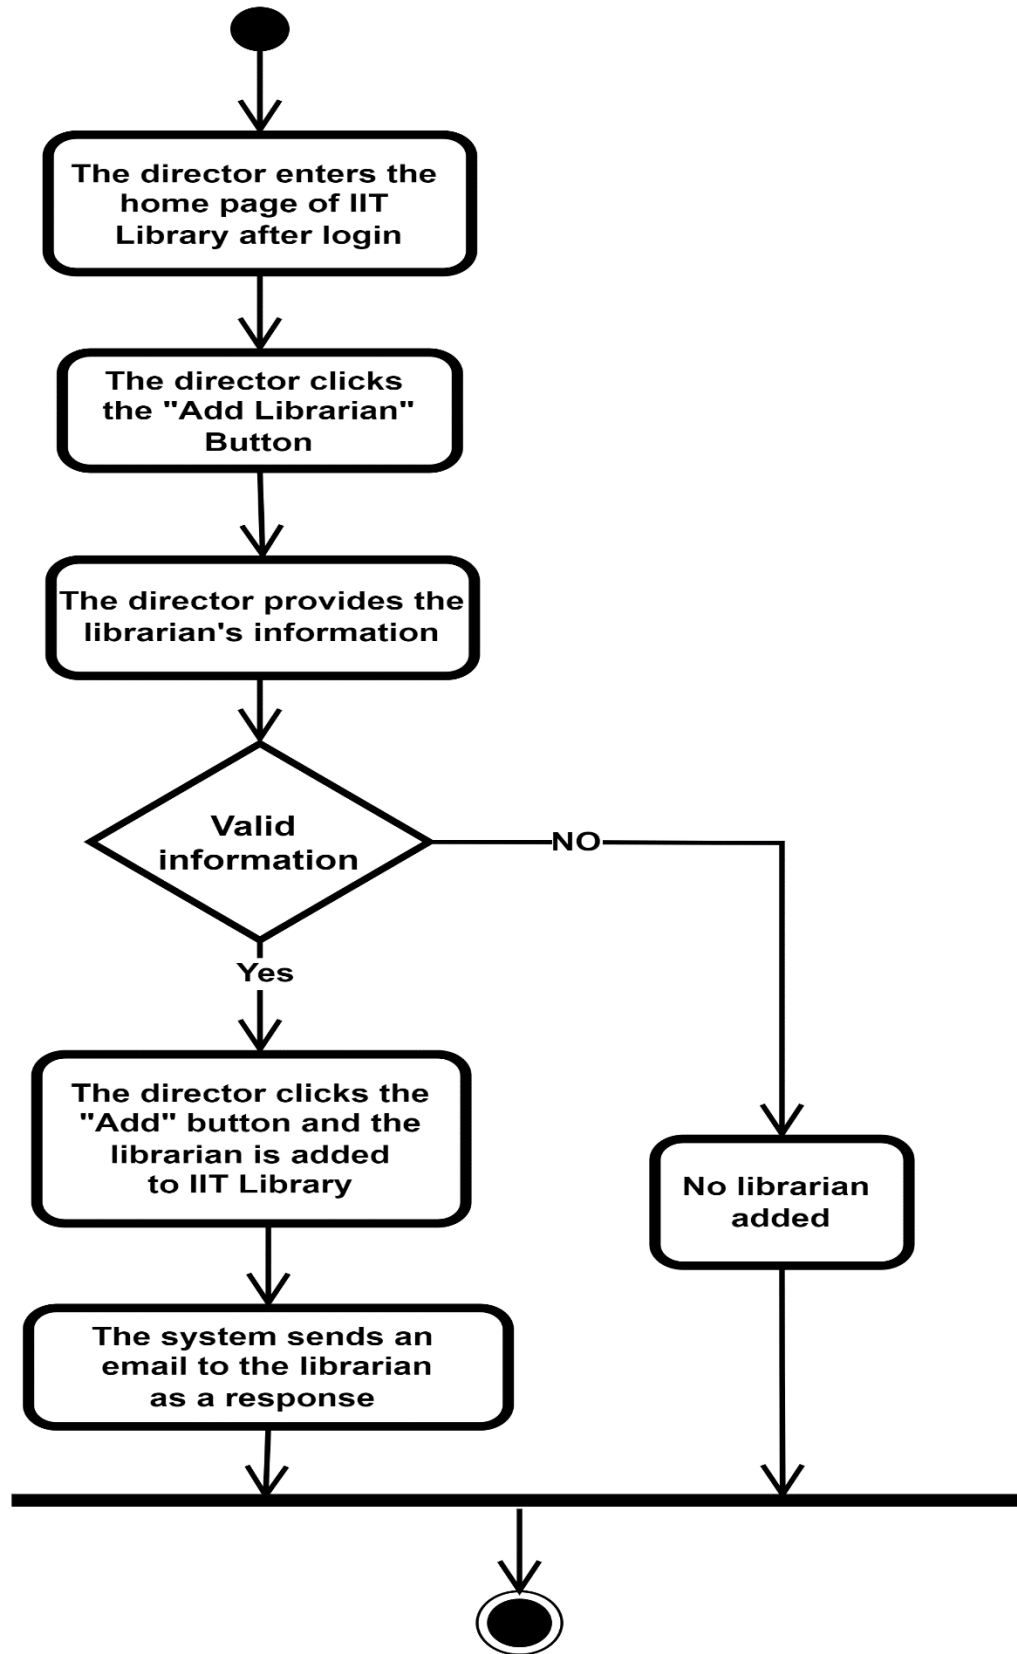 The director enters the
home page of IIT
Library after login
The director clicks
the "Add Librarian"
Button
The director provides the
librarian's information
Valid
information
NO
Yes
The director clicks the
"Add" button and the
librarian is added
to IIT Library
No librarian
added
The system sends an
email to the librarian
as a response